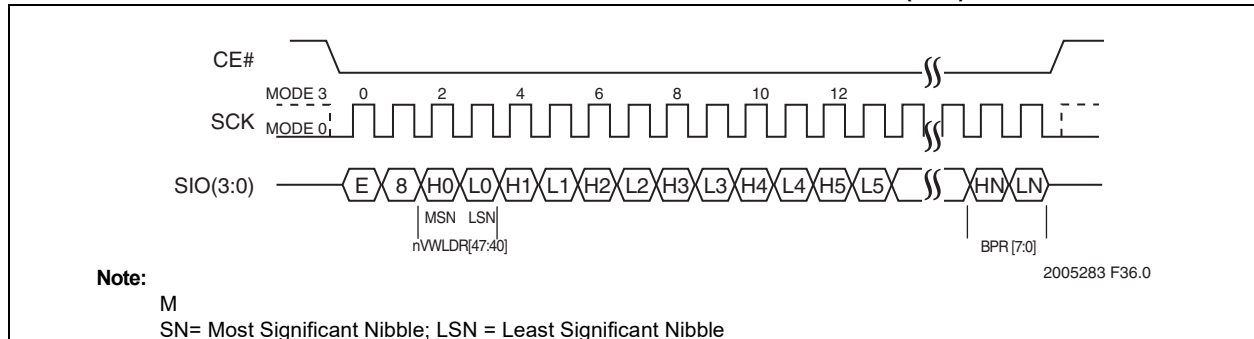 CE#
MODE 3 0 2 4 6 8 10 12
SCK
MODE 0
SIO(3:0) E 8 H0 L0 H1 L1 H2 L2 H3 L3 H4 L4 H5 L5 HN LN
MSN LSN
nVWLDR[47:40] BPR [7:0]
2005283 F36.0
Note:
M
SN= Most Significant Nibble; LSN = Least Significant Nibble